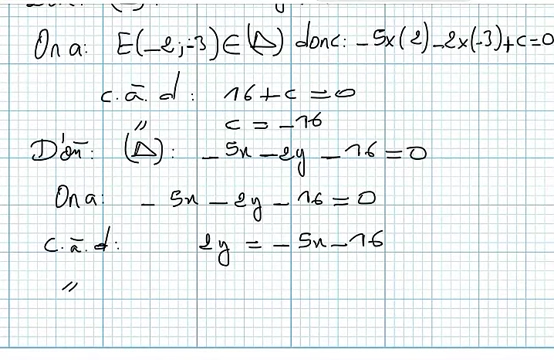 On a: E(-2;-3)∈(Δ) donc: -5x(2)-2x(-3)+c=0
c.à.d: 16+c=0
" c=-16
D'où: (Δ): -5x-2y-16=0
On a: -5x-2y-16=0
c.à.d: 2y=-5x-16
"